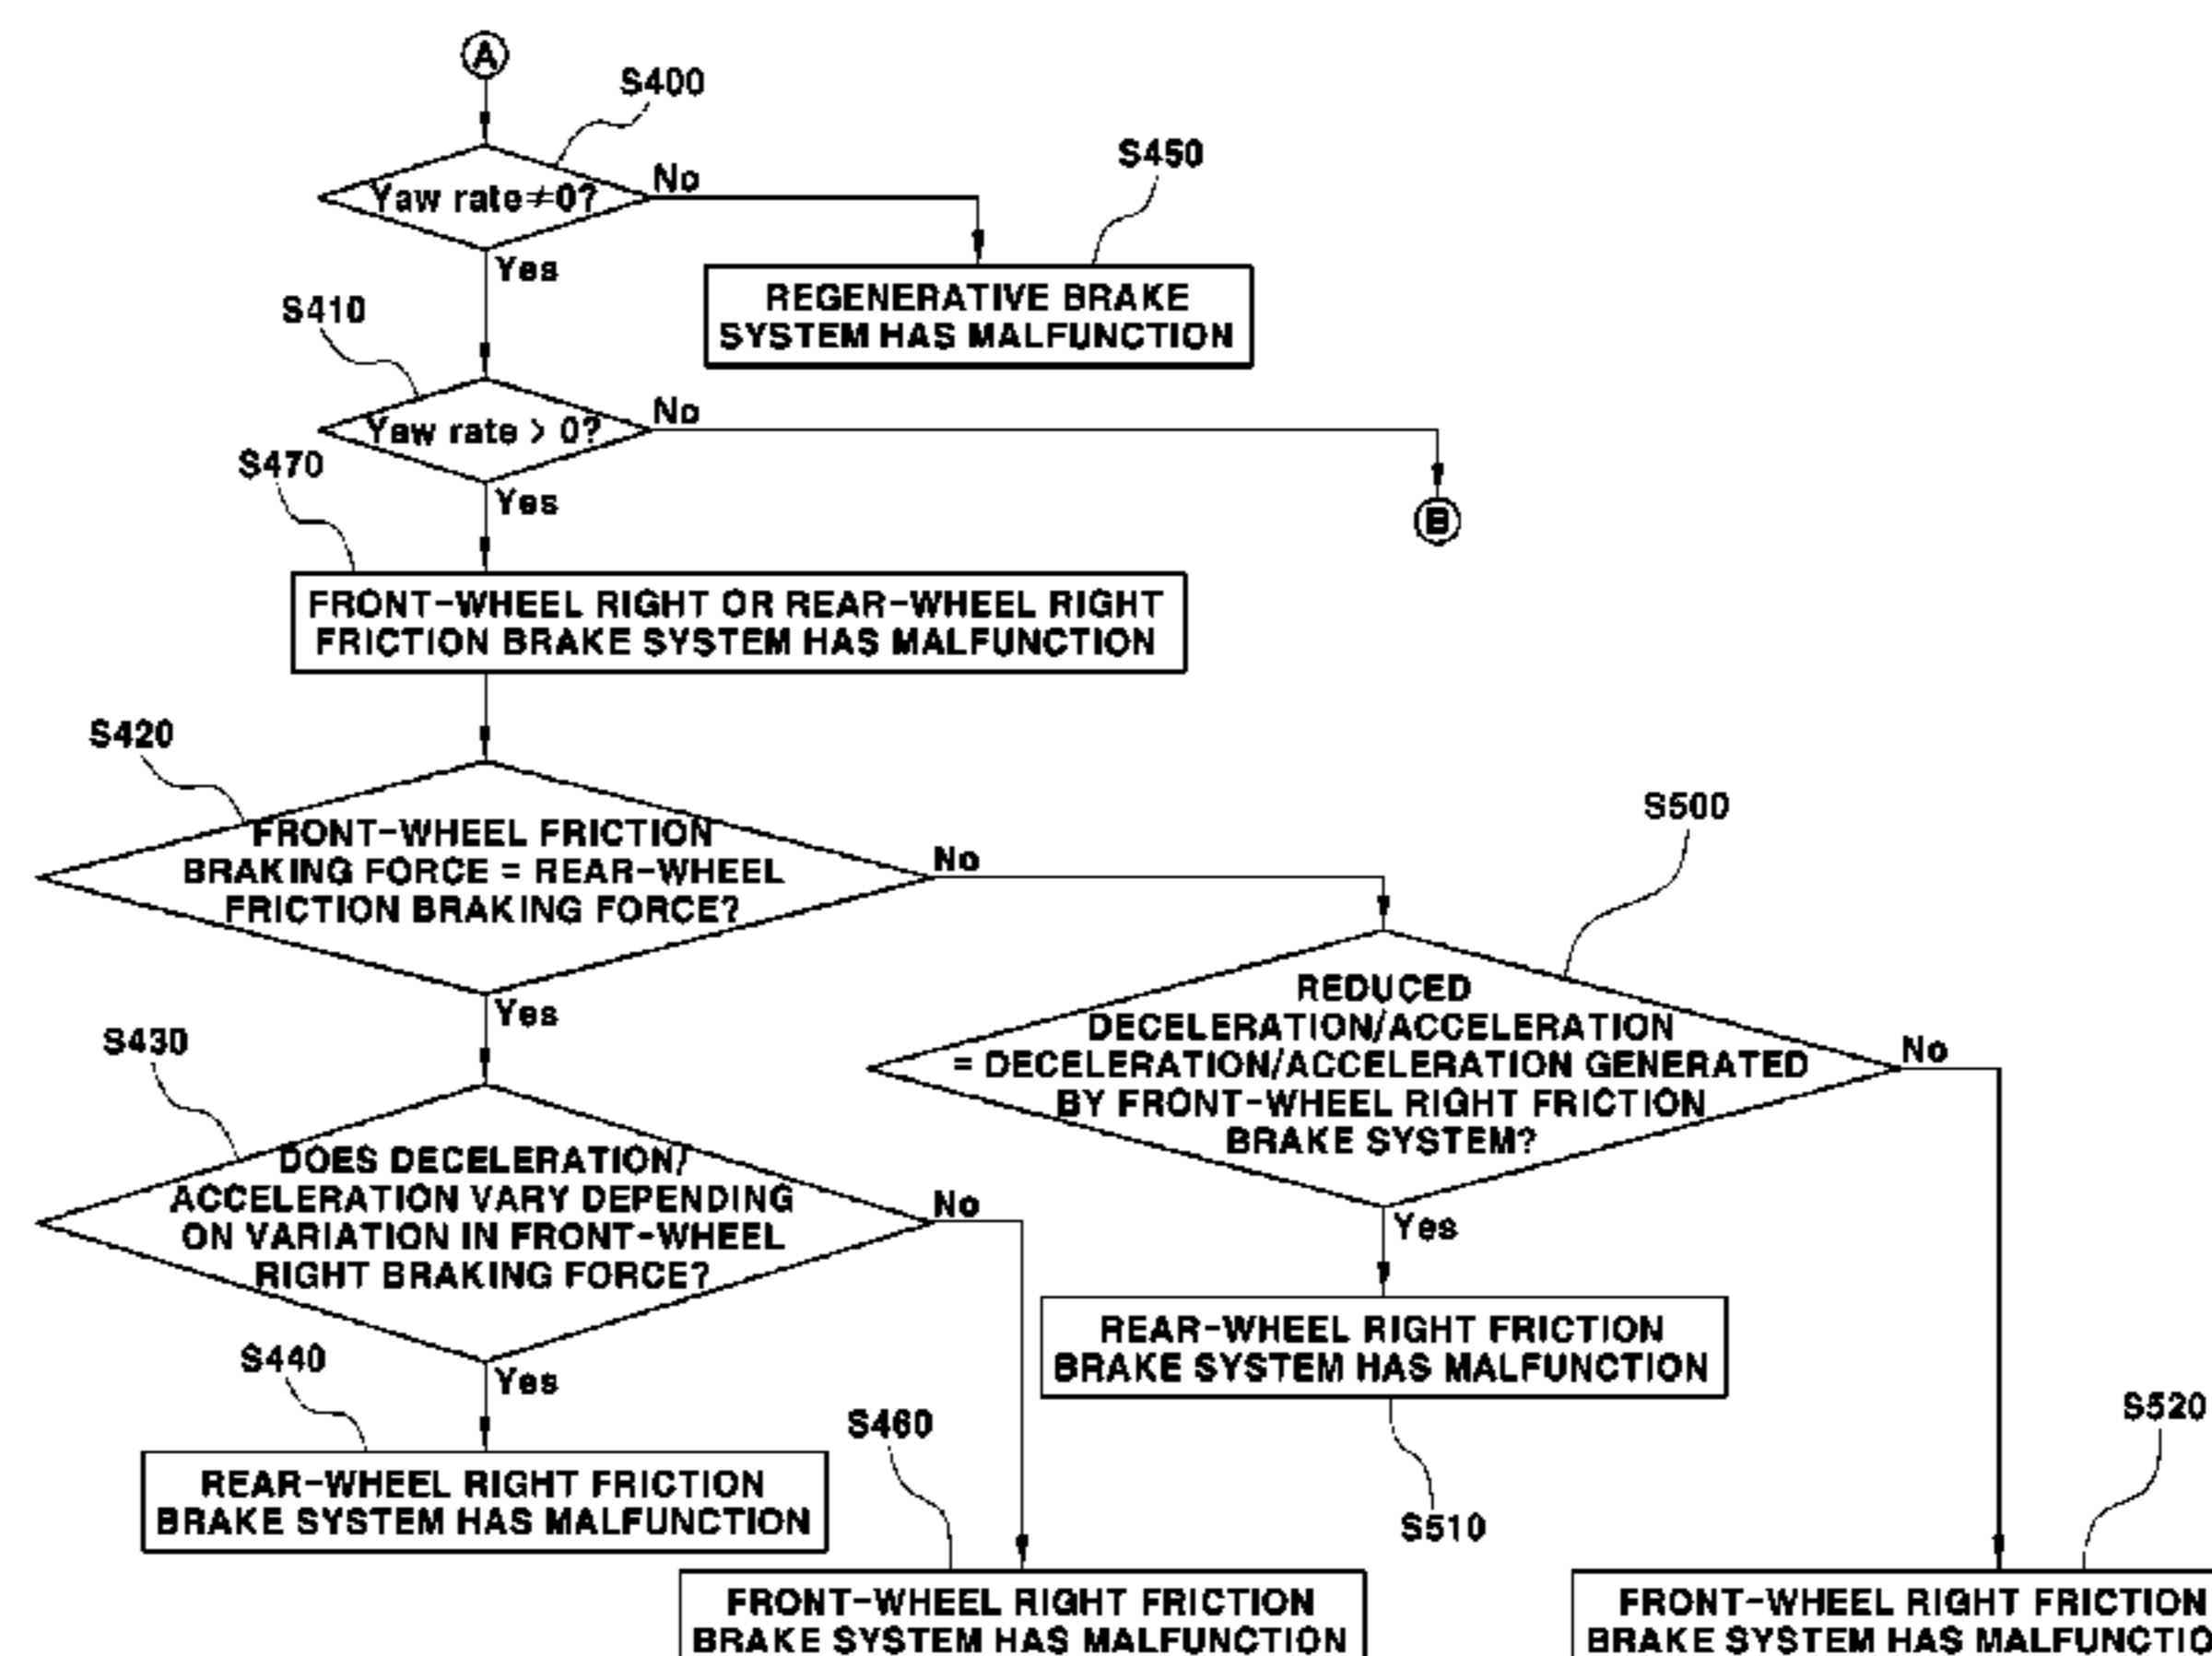 A
S400
Yaw rate≠0?
No
S450
Yes
REGENERATIVE BRAKE
SYSTEM HAS MALFUNCTION
S410
Yaw rate > 0?
No
B
S470
Yes
FRONT-WHEEL RIGHT OR REAR-WHEEL RIGHT
FRICTION BRAKE SYSTEM HAS MALFUNCTION
S420
FRONT-WHEEL FRICTION
BRAKING FORCE = REAR-WHEEL
FRICTION BRAKING FORCE?
No
S500
Yes
REDUCED
DECELERATION/ACCELERATION
= DECELERATION/ACCELERATION GENERATED
BY FRONT-WHEEL RIGHT FRICTION
BRAKE SYSTEM?
No
S430
DOES DECELERATION/
ACCELERATION VARY DEPENDING
ON VARIATION IN FRONT-WHEEL
RIGHT BRAKING FORCE?
No
Yes
REAR-WHEEL RIGHT FRICTION
BRAKE SYSTEM HAS MALFUNCTION
S510
S440
Yes
REAR-WHEEL RIGHT FRICTION
BRAKE SYSTEM HAS MALFUNCTION
S460
FRONT-WHEEL RIGHT FRICTION
BRAKE SYSTEM HAS MALFUNCTION
S520
FRONT-WHEEL RIGHT FRICTION
BRAKE SYSTEM HAS MALFUNCTIO